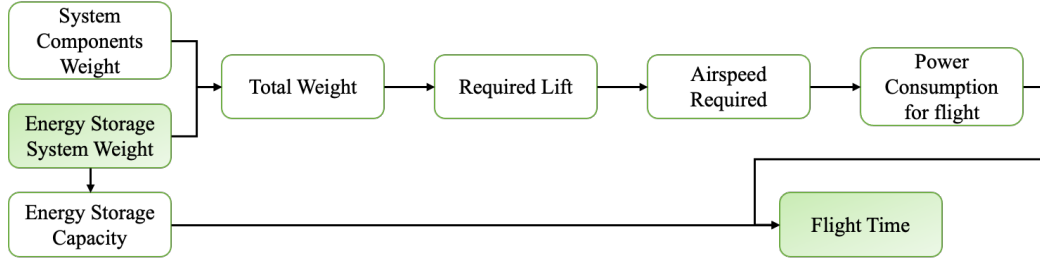 System
Components
Weight
Energy Storage
System Weight
Total Weight
Required Lift
Airspeed
Required
Power
Consumption
for flight
Energy Storage
Capacity
Flight Time